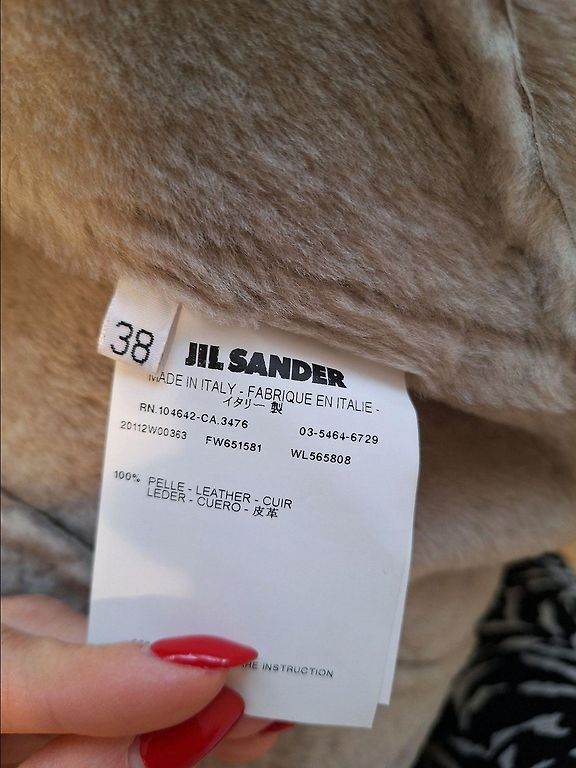 38
JIL SANDER
MADE IN ITALY - FABRIQUE EN ITALIE -
イタリー 製
RN.104642-CA.3476 03-5464-6729
20112W00363 FW651581 WL565808
100% PELLE - LEATHER - CUIR
LEDER - CUERO - 皮革
INSTRUCTION